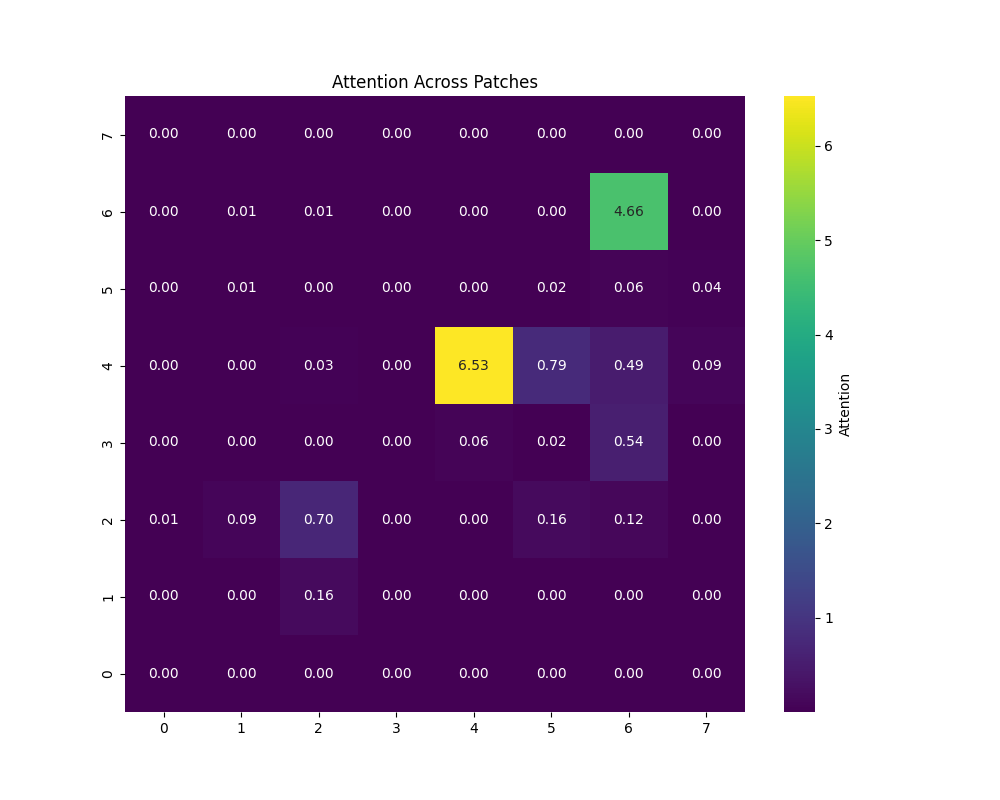 Attention Across Patches
7 0.00 0.00 0.00 0.00 0.00 0.00 0.00 0.00
6 0.00 0.01 0.01 0.00 0.00 0.00 4.66 0.00
5 0.00 0.01 0.00 0.00 0.00 0.02 0.06 0.04
4 0.00 0.00 0.03 0.00 6.53 0.79 0.49 0.09
3 0.00 0.00 0.00 0.00 0.06 0.02 0.54 0.00
2 0.01 0.09 0.70 0.00 0.00 0.16 0.12 0.00
1 0.00 0.00 0.16 0.00 0.00 0.00 0.00 0.00
0 0.00 0.00 0.00 0.00 0.00 0.00 0.00 0.00
0 1 2 3 4 5 6 7
6
5
4
3
2
1
Attention